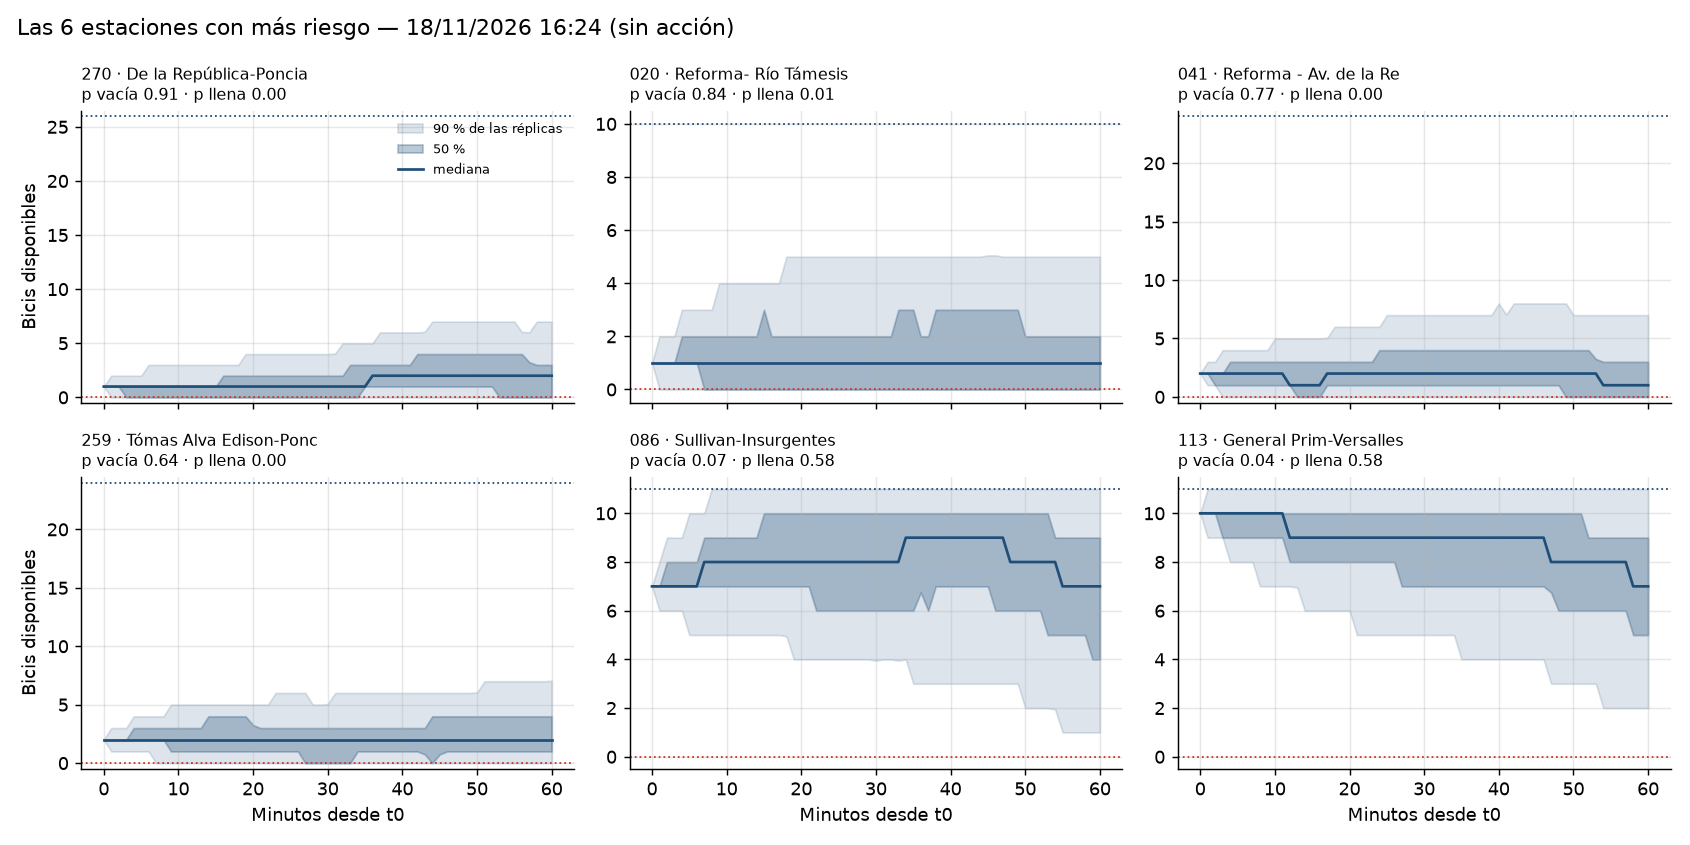 Las 6 estaciones con más riesgo — 18/11/2026 16:24 (sin acción)
270 · De la República-Poncia
p vacía 0.91 · p llena 0.00
25
20
15
10
5
0
Bicis disponibles
90 % de las réplicas
50 %
mediana
020 · Reforma- Río Támesis
p vacía 0.84 · p llena 0.01
10
8
6
4
2
0
041 · Reforma - Av. de la Re
p vacía 0.77 · p llena 0.00
20
15
10
5
0
259 · Tómas Alva Edison-Ponc
p vacía 0.64 · p llena 0.00
20
15
10
5
0
Bicis disponibles
0 10 20 30 40 50 60
Minutos desde t0
086 · Sullivan-Insurgentes
p vacía 0.07 · p llena 0.58
10
8
6
4
2
0
0 10 20 30 40 50 60
Minutos desde t0
113 · General Prim-Versalles
p vacía 0.04 · p llena 0.58
10
8
6
4
2
0
0 10 20 30 40 50 60
Minutos desde t0